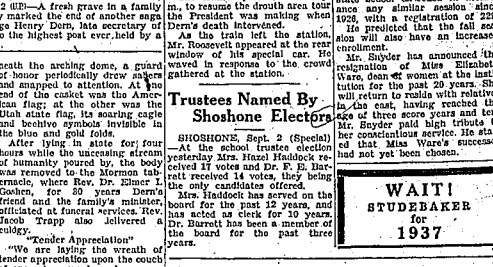 2 (UP)—A fresh grave in a family
marked the end of another saga
ge Henry Dern, late secretary of
to the highest post ever held by a
neath the arching dome, a guard
of honor periodically drew sabers
and snapped to attention. At one
end of the casket was the Amer-
ican flag; at the other was the
Utah state flag, its soaring eagle
and beehive symbols invisible in
the blue and gold folds.
After lying in state for four
hours while the unceasing stream
of humanity poured by, the body
was removed to the Mormon tab-
ernacle, where Rev. Elmer I.
Goshen, for 30 years Dern's
friend and the family's minister,
officiated at funeral services. Rev.
Jacob Trapp also delivered a
eulogy.
"Tender Appreciation"
"We are laying the wreath of
tender appreciation upon the couch
m., to resume the drouth area tour
the President was making when
Dern's death intervened.
As the train left the station,
Mr. Roosevelt appeared at the rear
window of his special car. He
waved in response to the crowd
gathered at the station.
Trustees Named By
Shoshone Electors
SHOSHONE, Sept. 2 (Special)
—At the school trustee election
yesterday Mrs. Hazel Haddock re-
ceived 17 votes and Dr. F. E. Bar-
rett received 14 votes, they being
the only candidates offered.
Mrs. Haddock has served on
the board for the past 12 years, and
has acted as clerk for 10 years.
Dr. Barrett has been a member of
the board for the past three
years.
ance any similar session since
1926, with a registration of 22
He predicted that the fall ses
sion will also have an increase
enrollment.
Mr. Snyder has announced the
resignation of Miss Elizabeth
Ware, dean of women at the inst
tution for the past 20 years. Sh
will return to reside with relative
in the east, having reached th
age of three score years and ten
Mr. Snyder paid high tribute t
her conscientious service. He stat
ed that Miss Ware's successor
had not yet been chosen.
WAIT!
STUDEBAKER
for
1937